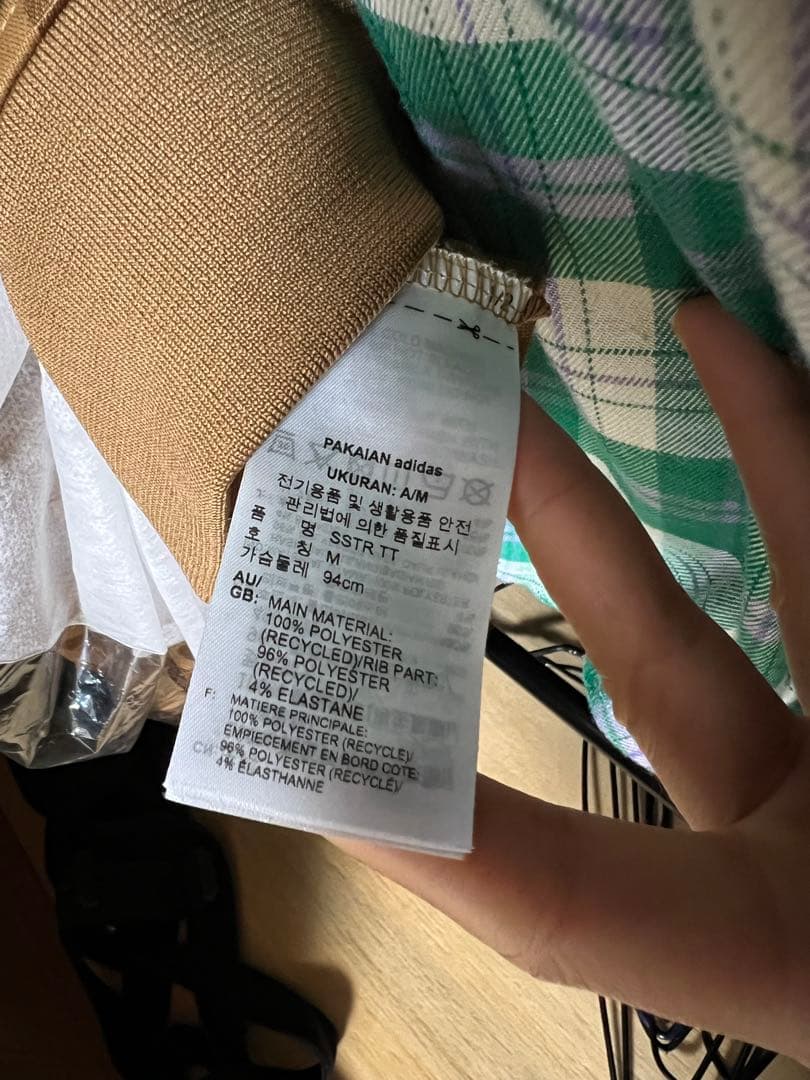 PAKAIAN adidas
UKURAN: A/M
전기용품 및 생활용품 안전
관리법에 의한 품질표시
품 명 SSTR TT
호 칭 M
가슴둘레 94cm
AU/
GB: MAIN MATERIAL:
100% POLYESTER
(RECYCLED)/RIB PART:
96% POLYESTER
(RECYCLED)/
4% ELASTANE
F: MATIERE PRINCIPALE:
100% POLYESTER (RECYCLE)/
EMPIECEMENT EN BORD COTE:
96% POLYESTER (RECYCLÉ)/
4% ÉLASTHANNE